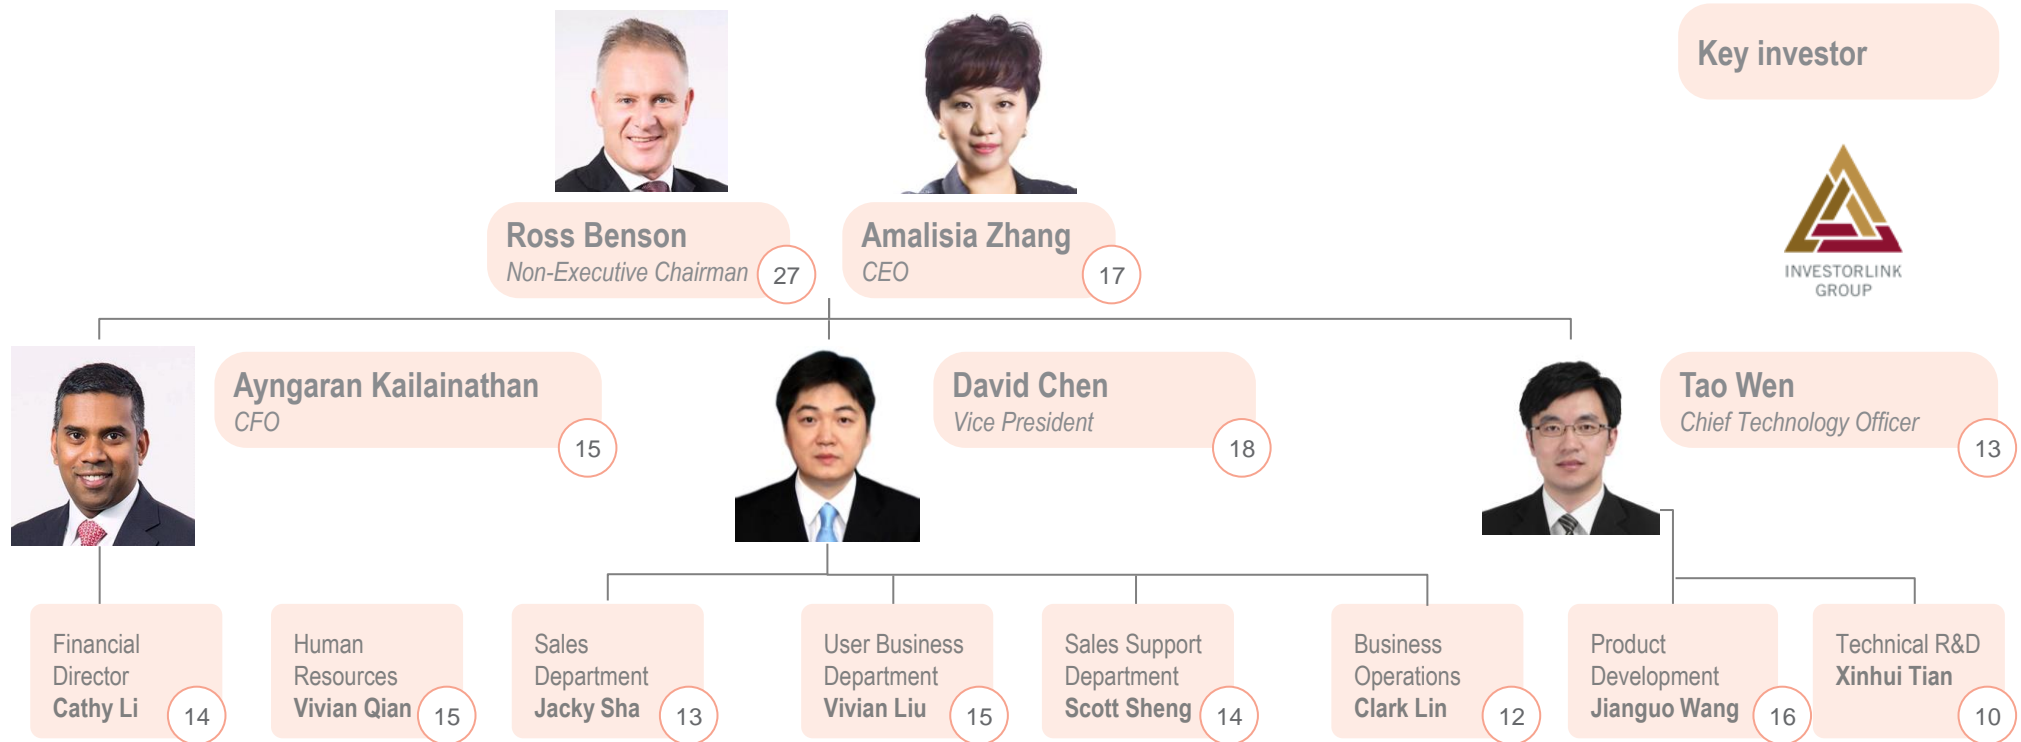 Key investor
INVESTORLINK
GROUP
Ross Benson
Non-Executive Chairman
27
Amalisia Zhang
CEO
17
Ayngaran Kailainathan
CFO
15
David Chen
Vice President
18
Tao Wen
Chief Technology Officer
13
Financial
Director
Cathy Li
14
Human
Resources
Vivian Qian
15
Sales
Department
Jacky Sha
13
User Business
Department
Vivian Liu
15
Sales Support
Department
Scott Sheng
14
Business
Operations
Clark Lin
12
Product
Development
Jianguo Wang
16
Technical R&D
Xinhui Tian
10